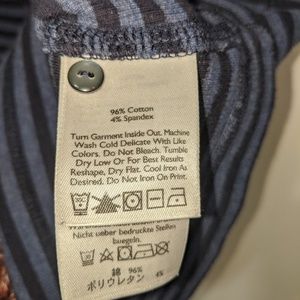 96% Cotton
4% Spandex
Turn Garment Inside Out. Machine
Wash Cold Delicate With Like
Colors. Do Not Bleach. Tumble
Dry Low Or For Best Results
Reshape, Dry Flat. Cool Iron As
Desired. Do Not Iron On Print.
Nicht ueber bedruckte Stellen
buegeln.
綿 96%
ポリウレタン 4%